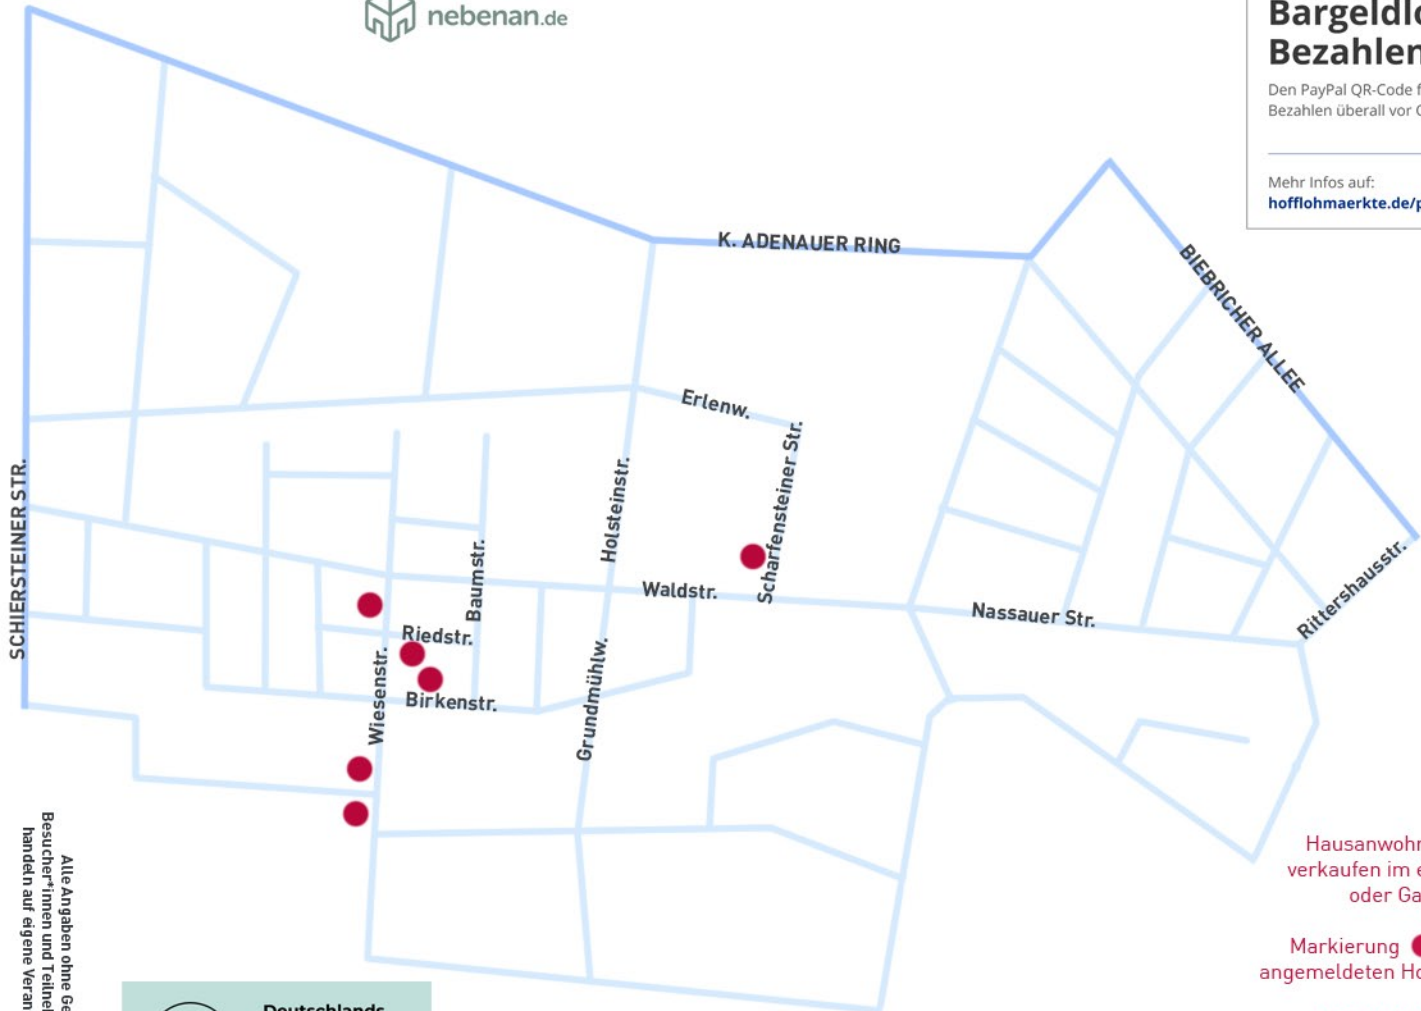 nebenan.de
Bezahlen
Den PayPal QR-Code
Bezahlen überall vor
Mehr Infos auf:
hofflohmaerkte.de/p
K. ADENAUER RING
BIEBRICHER ALLEE
Erlenw.
Scharfensteiner Str.
Holsteinstr.
SCHIERSTEINER STR.
Baumstr.
Waldstr.
Nassauer Str.
Rittershausstr.
Riedstr.
Wiesenstr.
Birkenstr.
Grundmühlw.
Alle Angaben ohne Ge
Besucher*innen und Teilne
handeln auf eigene Veran
Hausanwohn
verkaufen im e
oder Ga
Markierung
angemeldeten Ho
Deutschlands